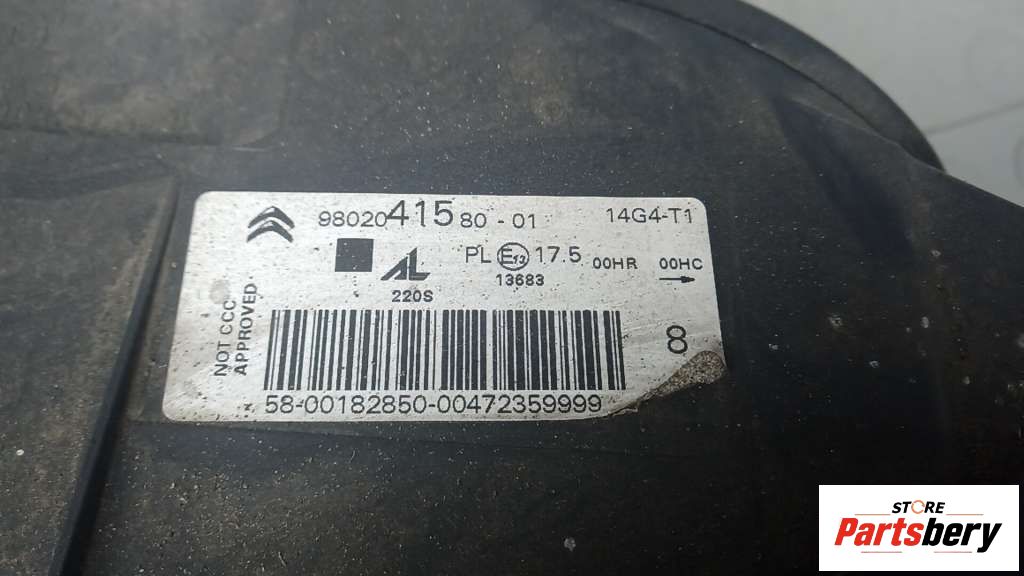 9802041580-01 14G4-T1
PL E13 17.5 00HR 00HC
AL 13683
220S
NOT CCC
APPROVED
8
58-00182850-00472359999
STORE
Partsbery